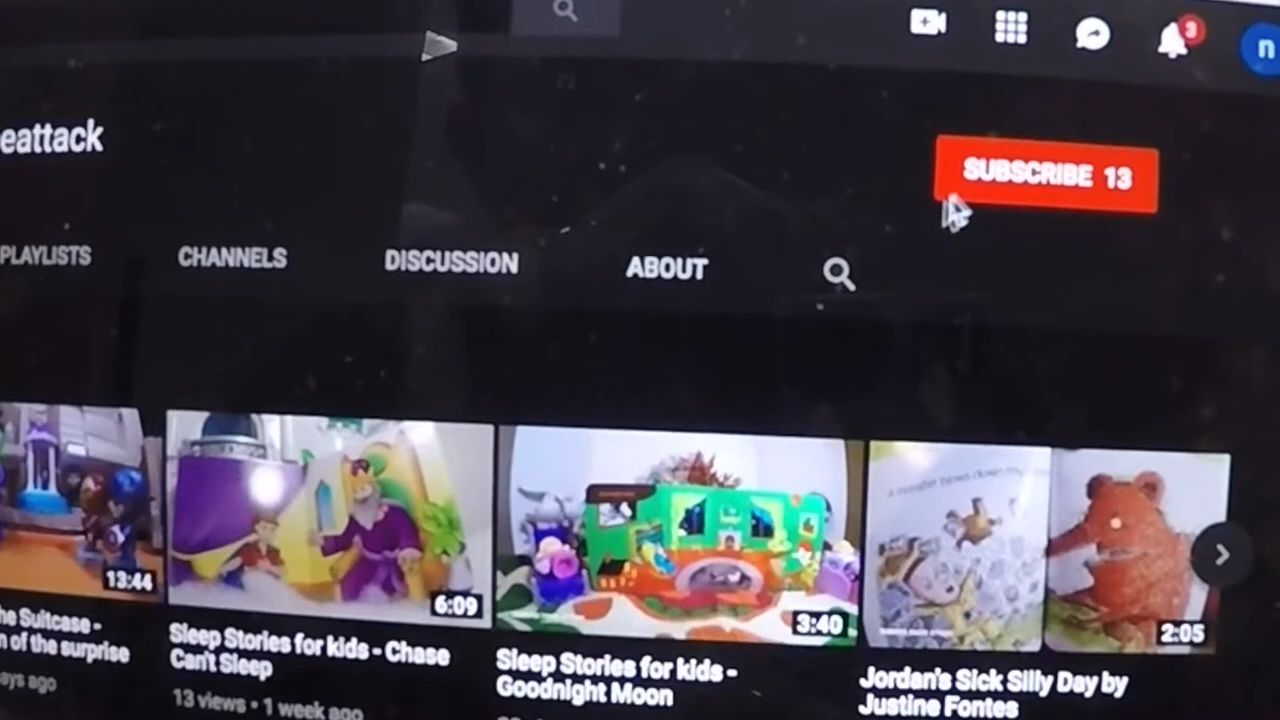 3
n
eattack
SUBSCRIBE 13
PLAYLISTS
CHANNELS
DISCUSSION
ABOUT
13:44
6:09
3:40
2:05
he Suitcase -
n of the surprise
ays ago
Sleep Stories for kids - Chase
Can't Sleep
13 views • 1 week ago
Sleep Stories for kids -
Goodnight Moon
Jordan's Sick Silly Day by
Justine Fontes